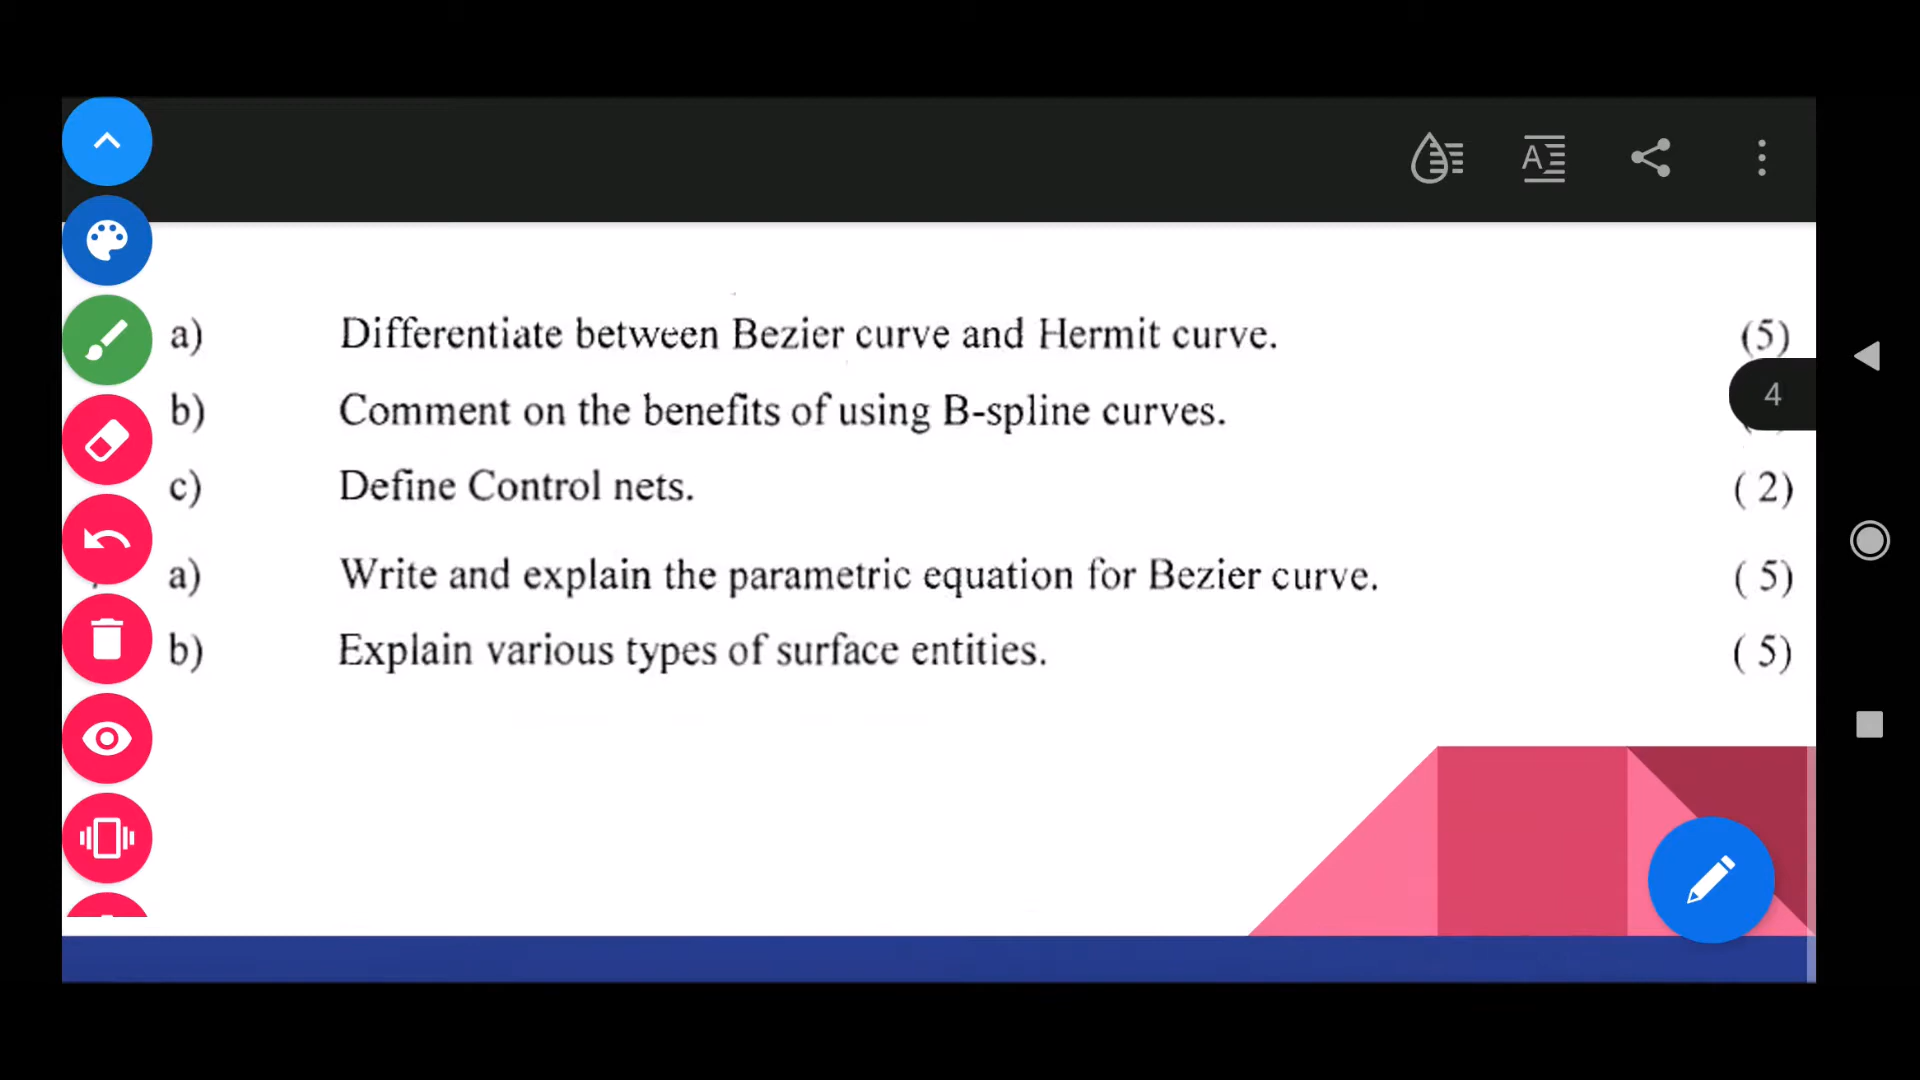 a) Differentiate between Bezier curve and Hermit curve. (5)
4
b) Comment on the benefits of using B-spline curves.
c) Define Control nets. ( 2)
a) Write and explain the parametric equation for Bezier curve. ( 5)
b) Explain various types of surface entities. ( 5)